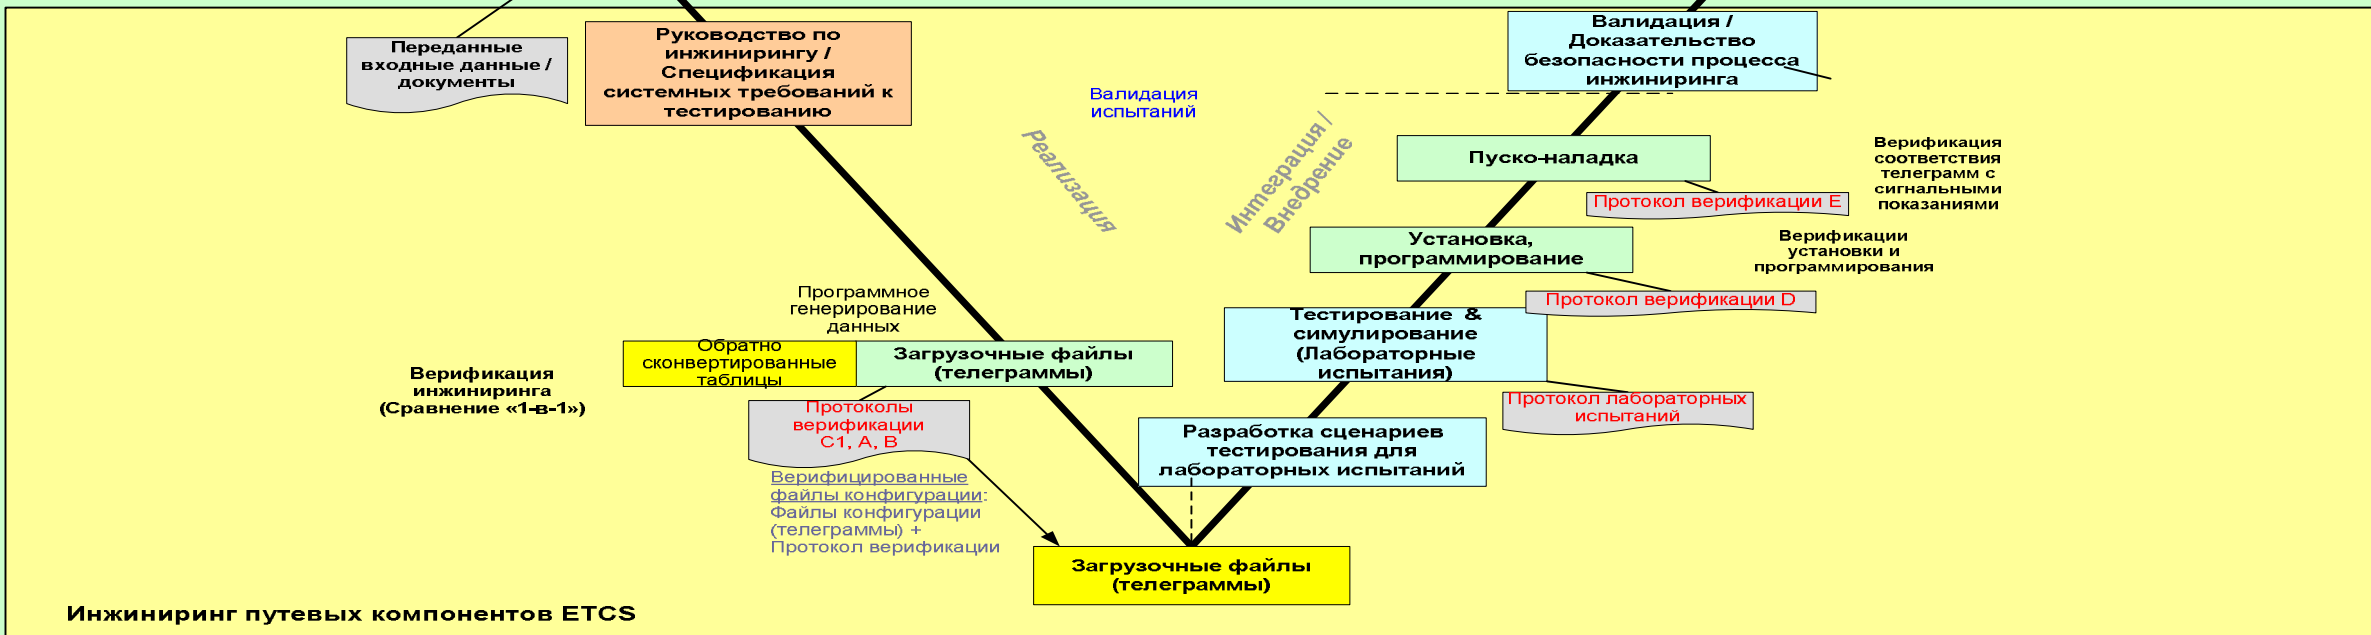 Переданные
входные данные /
документы
Руководство по
инжинирингу /
Спецификация
системных требований к
тестированию
Валидация
испытаний
Реализация
Интеграция /
Внедрение
Валидация /
Доказательство
безопасности процесса
инжиниринга
Пуско-наладка
Протокол верификации E
Верификация
соответствия
телеграмм с
сигнальными
показаниями
Установка,
программирование
Протокол верификации D
Верификации
установки и
программирования
Тестирование &
симулирование
(Лабораторные
испытания)
Протокол лабораторных
испытаний
Разработка сценариев
тестирования для
лабораторных испытаний
Программное
генерирование
данных
Обратно
сконвертированные
таблицы
Загрузочные файлы
(телеграммы)
Верификация
инжиниринга
(Сравнение «1-в-1»)
Протоколы
верификации
C1, A, B
Верифицированные
файлы конфигурации:
Файлы конфигурации
(телеграммы) +
Протокол верификации
Загрузочные файлы
(телеграммы)
Инжиниринг путевых компонентов ETCS